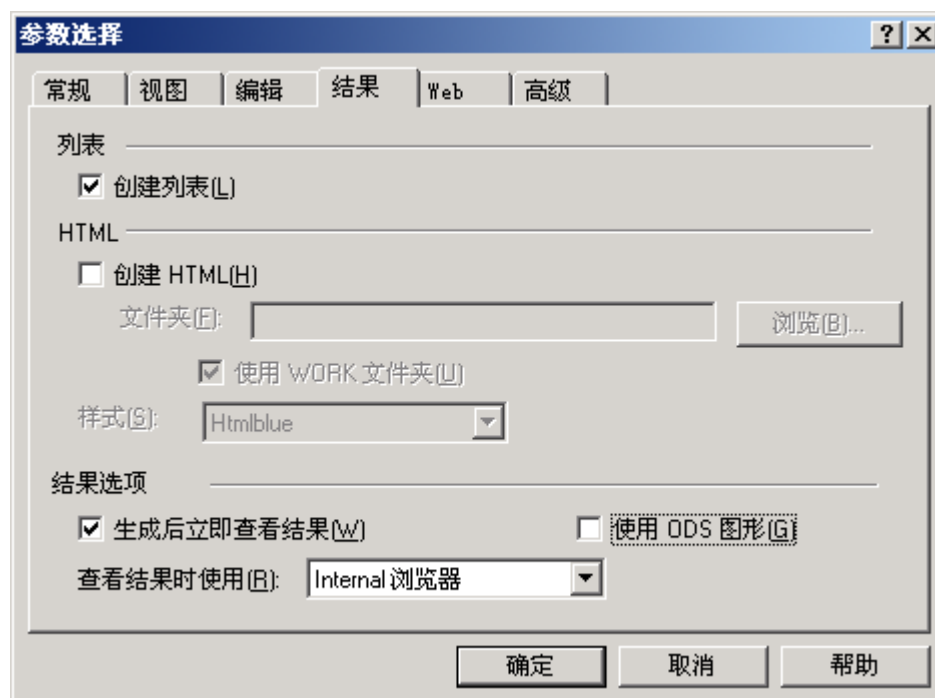 参数选择
常规 视图 编辑 结果 Web 高级
列表
创建列表(L)
HTML
创建 HTML(H)
文件夹(F): 浏览(B)...
使用 WORK 文件夹(U)
样式(S): Htmlblue
结果选项
生成后立即查看结果(W) 使用 ODS 图形(G)
查看结果时使用(R): Internal 浏览器
确定 取消 帮助